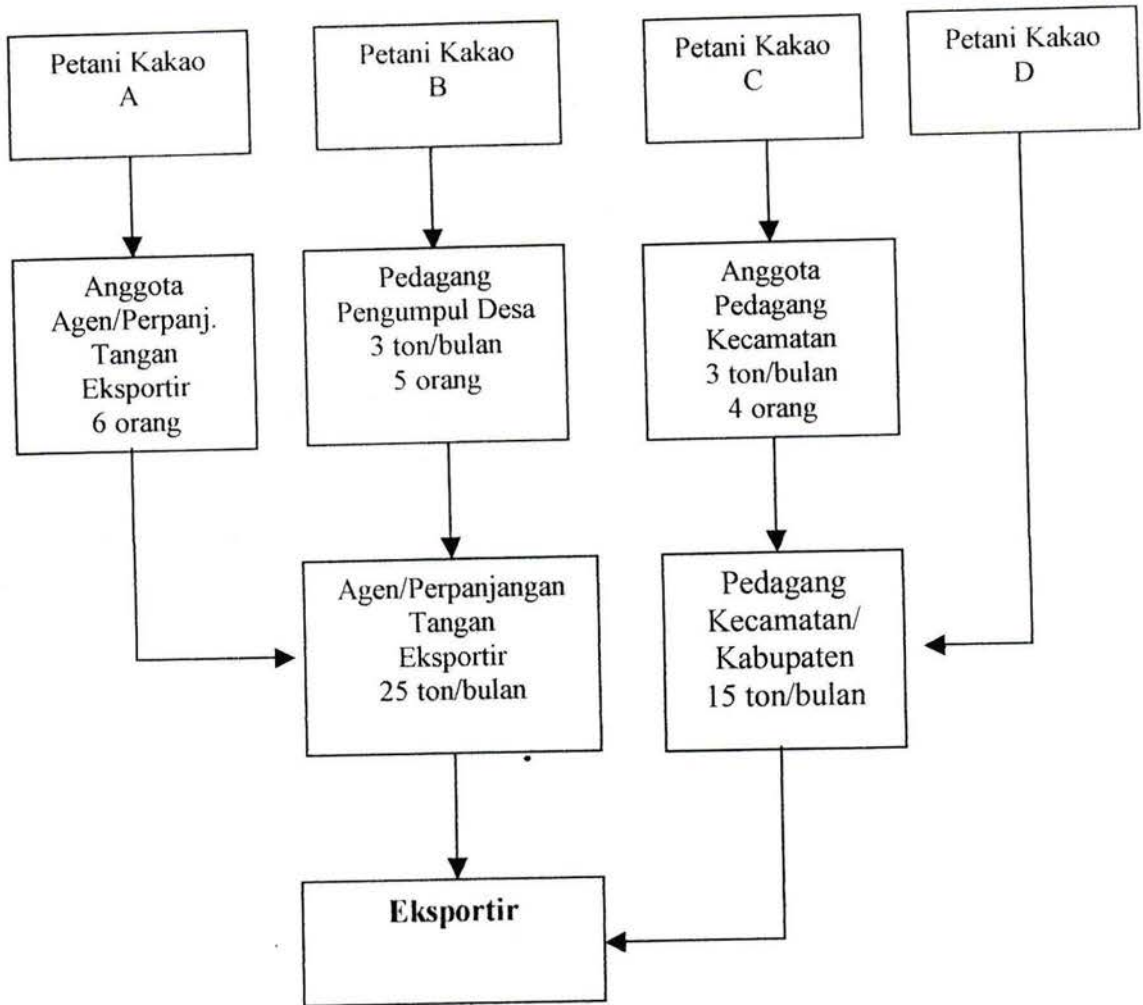 Petani Kakao
A
Petani Kakao
B
Petani Kakao
C
Petani Kakao
D
Anggota
Agen/Perpanj.
Tangan
Eksportir
6 orang
Pedagang
Pengumpul Desa
3 ton/bulan
5 orang
Anggota
Pedagang
Kecamatan
3 ton/bulan
4 orang
Agen/Perpanjangan
Tangan
Eksportir
25 ton/bulan
Pedagang
Kecamatan/
Kabupaten
15 ton/bulan
Eksportir